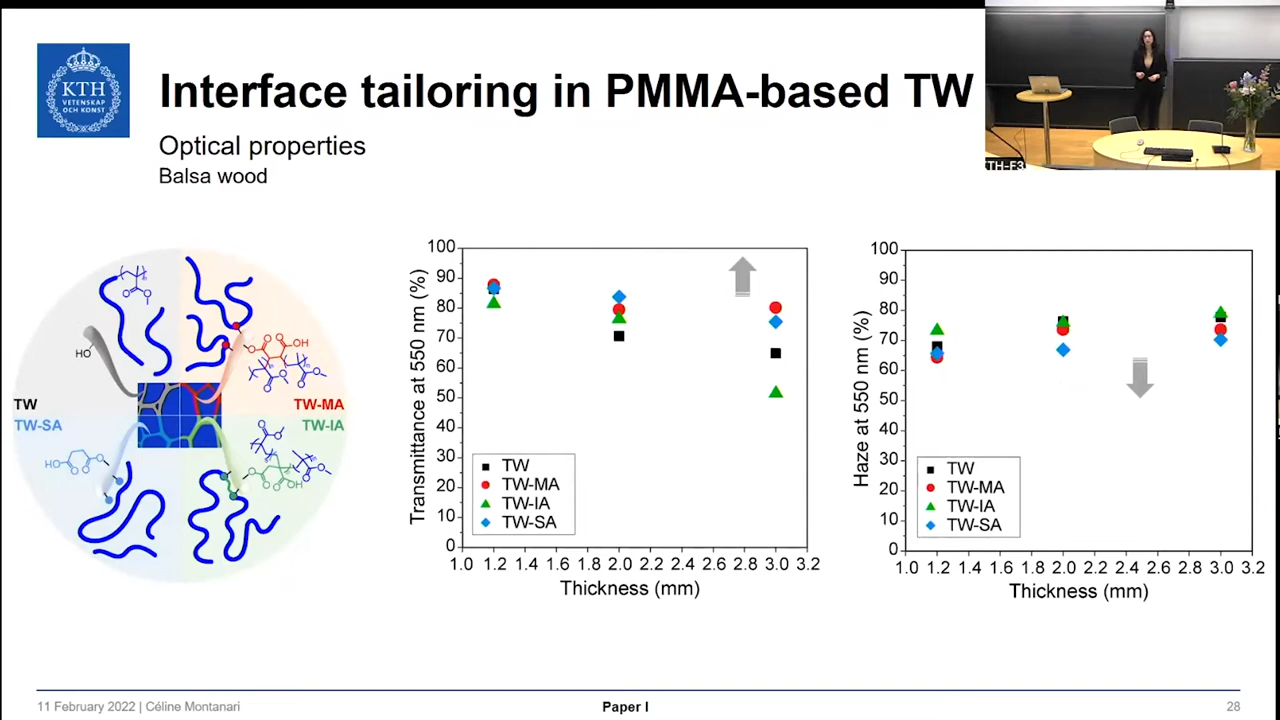 KTH
VETENSKAP
OCH KONST
Interface tailoring in PMMA-based TW
Optical properties
Balsa wood
KTH-F3
HO
OH
TW
TW-MA
TW-SA
TW-IA
HO
OH
Transmittance at 550 nm (%)
100
90
80
70
60
50
40
30
20
10
0
TW
TW-MA
TW-IA
TW-SA
1.0 1.2 1.4 1.6 1.8 2.0 2.2 2.4 2.6 2.8 3.0 3.2
Thickness (mm)
Haze at 550 nm (%)
100
90
80
70
60
50
40
30
20
10
0
TW
TW-MA
TW-IA
TW-SA
1.0 1.2 1.4 1.6 1.8 2.0 2.2 2.4 2.6 2.8 3.0 3.2
Thickness (mm)
11 February 2022 | Céline Montanari
Paper I
28